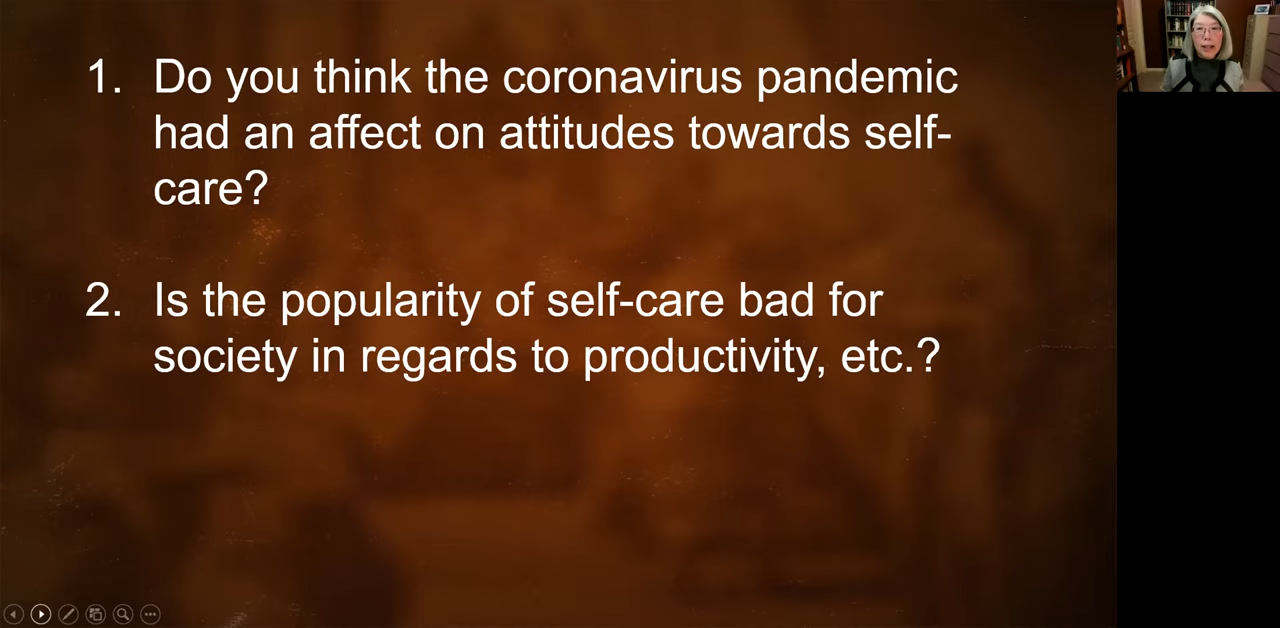 1. Do you think the coronavirus pandemic
had an affect on attitudes towards self-
care?
2. Is the popularity of self-care bad for
society in regards to productivity, etc.?